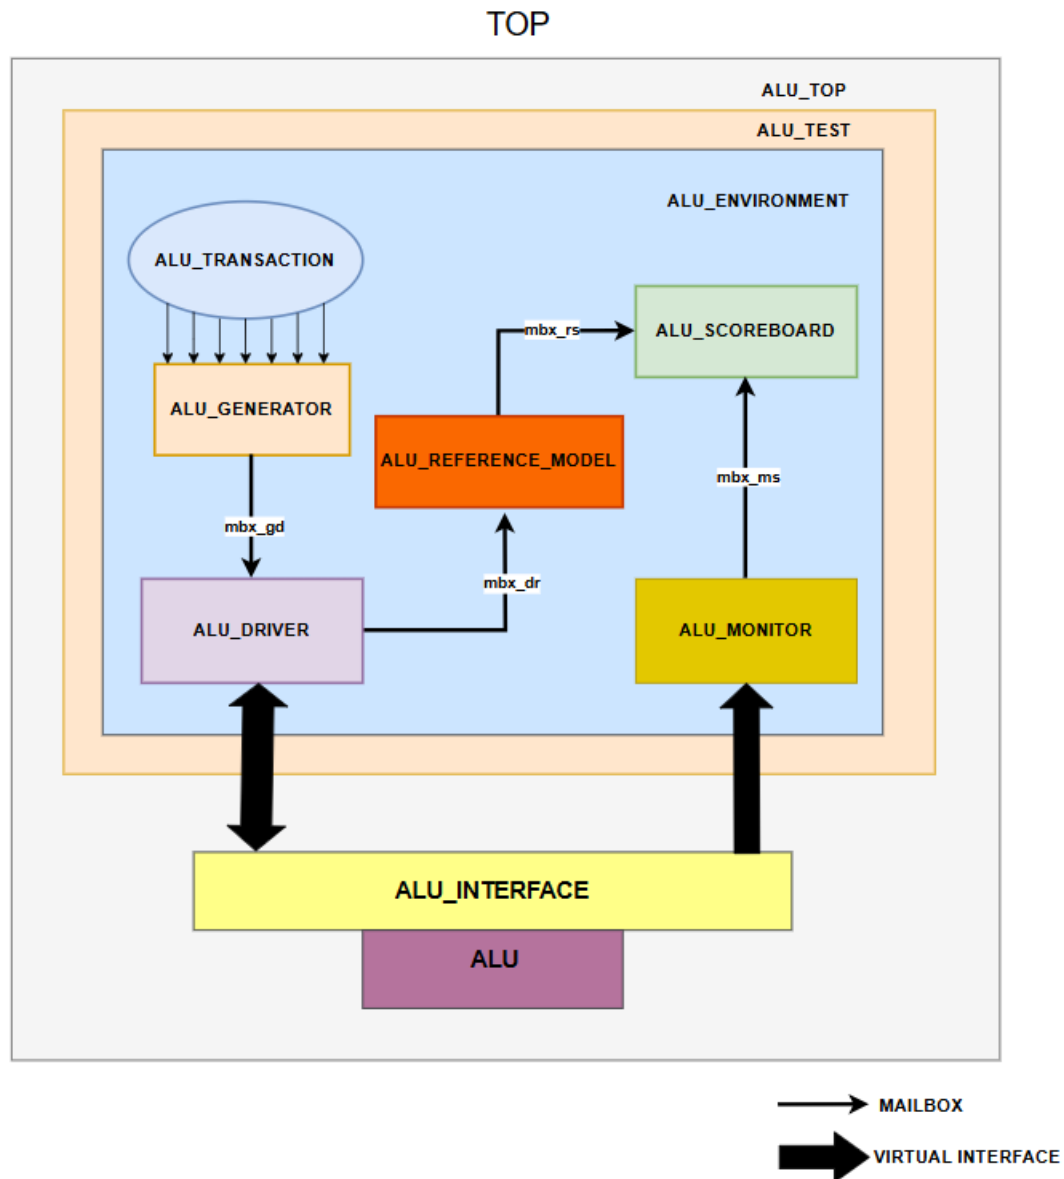 TOP
ALU_TOP
ALU_TEST
ALU_ENVIRONMENT
ALU_TRANSACTION
mbx_rs
ALU_SCOREBOARD
ALU_GENERATOR
ALU_REFERENCE_MODEL
mbx_ms
mbx_gd
mbx_dr
ALU_DRIVER
ALU_MONITOR
ALU_INTERFACE
ALU
MAILBOX
VIRTUAL INTERFACE